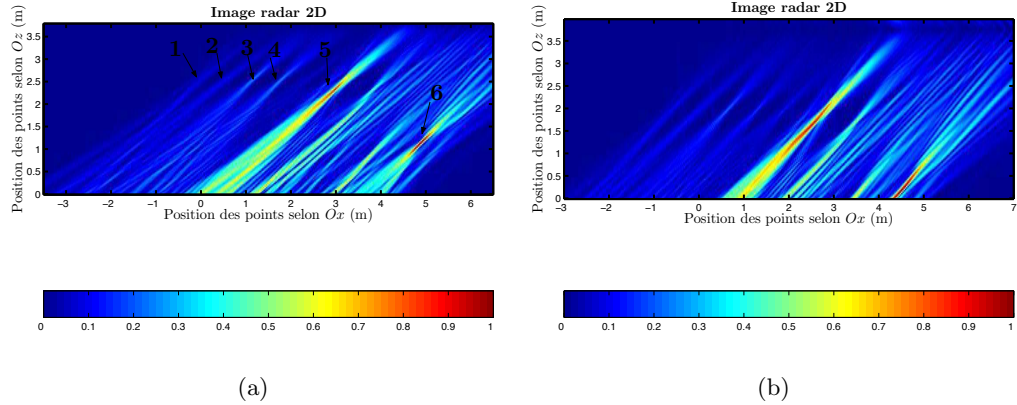 Image radar 2D
Position des points selon Oz (m)
3.5
3
2.5
2
1.5
1
0.5
0
1 2 3 4 5 6
−3 −2 −1 0 1 2 3 4 5 6
Position des points selon Ox (m)
0 0.1 0.2 0.3 0.4 0.5 0.6 0.7 0.8 0.9 1
(a)
Image radar 2D
Position des points selon Oz (m)
4
3.5
3
2.5
2
1.5
1
0.5
0
−3 −2 −1 0 1 2 3 4 5 6 7
Position des points selon Ox (m)
0 0.1 0.2 0.3 0.4 0.5 0.6 0.7 0.8 0.9 1
(b)